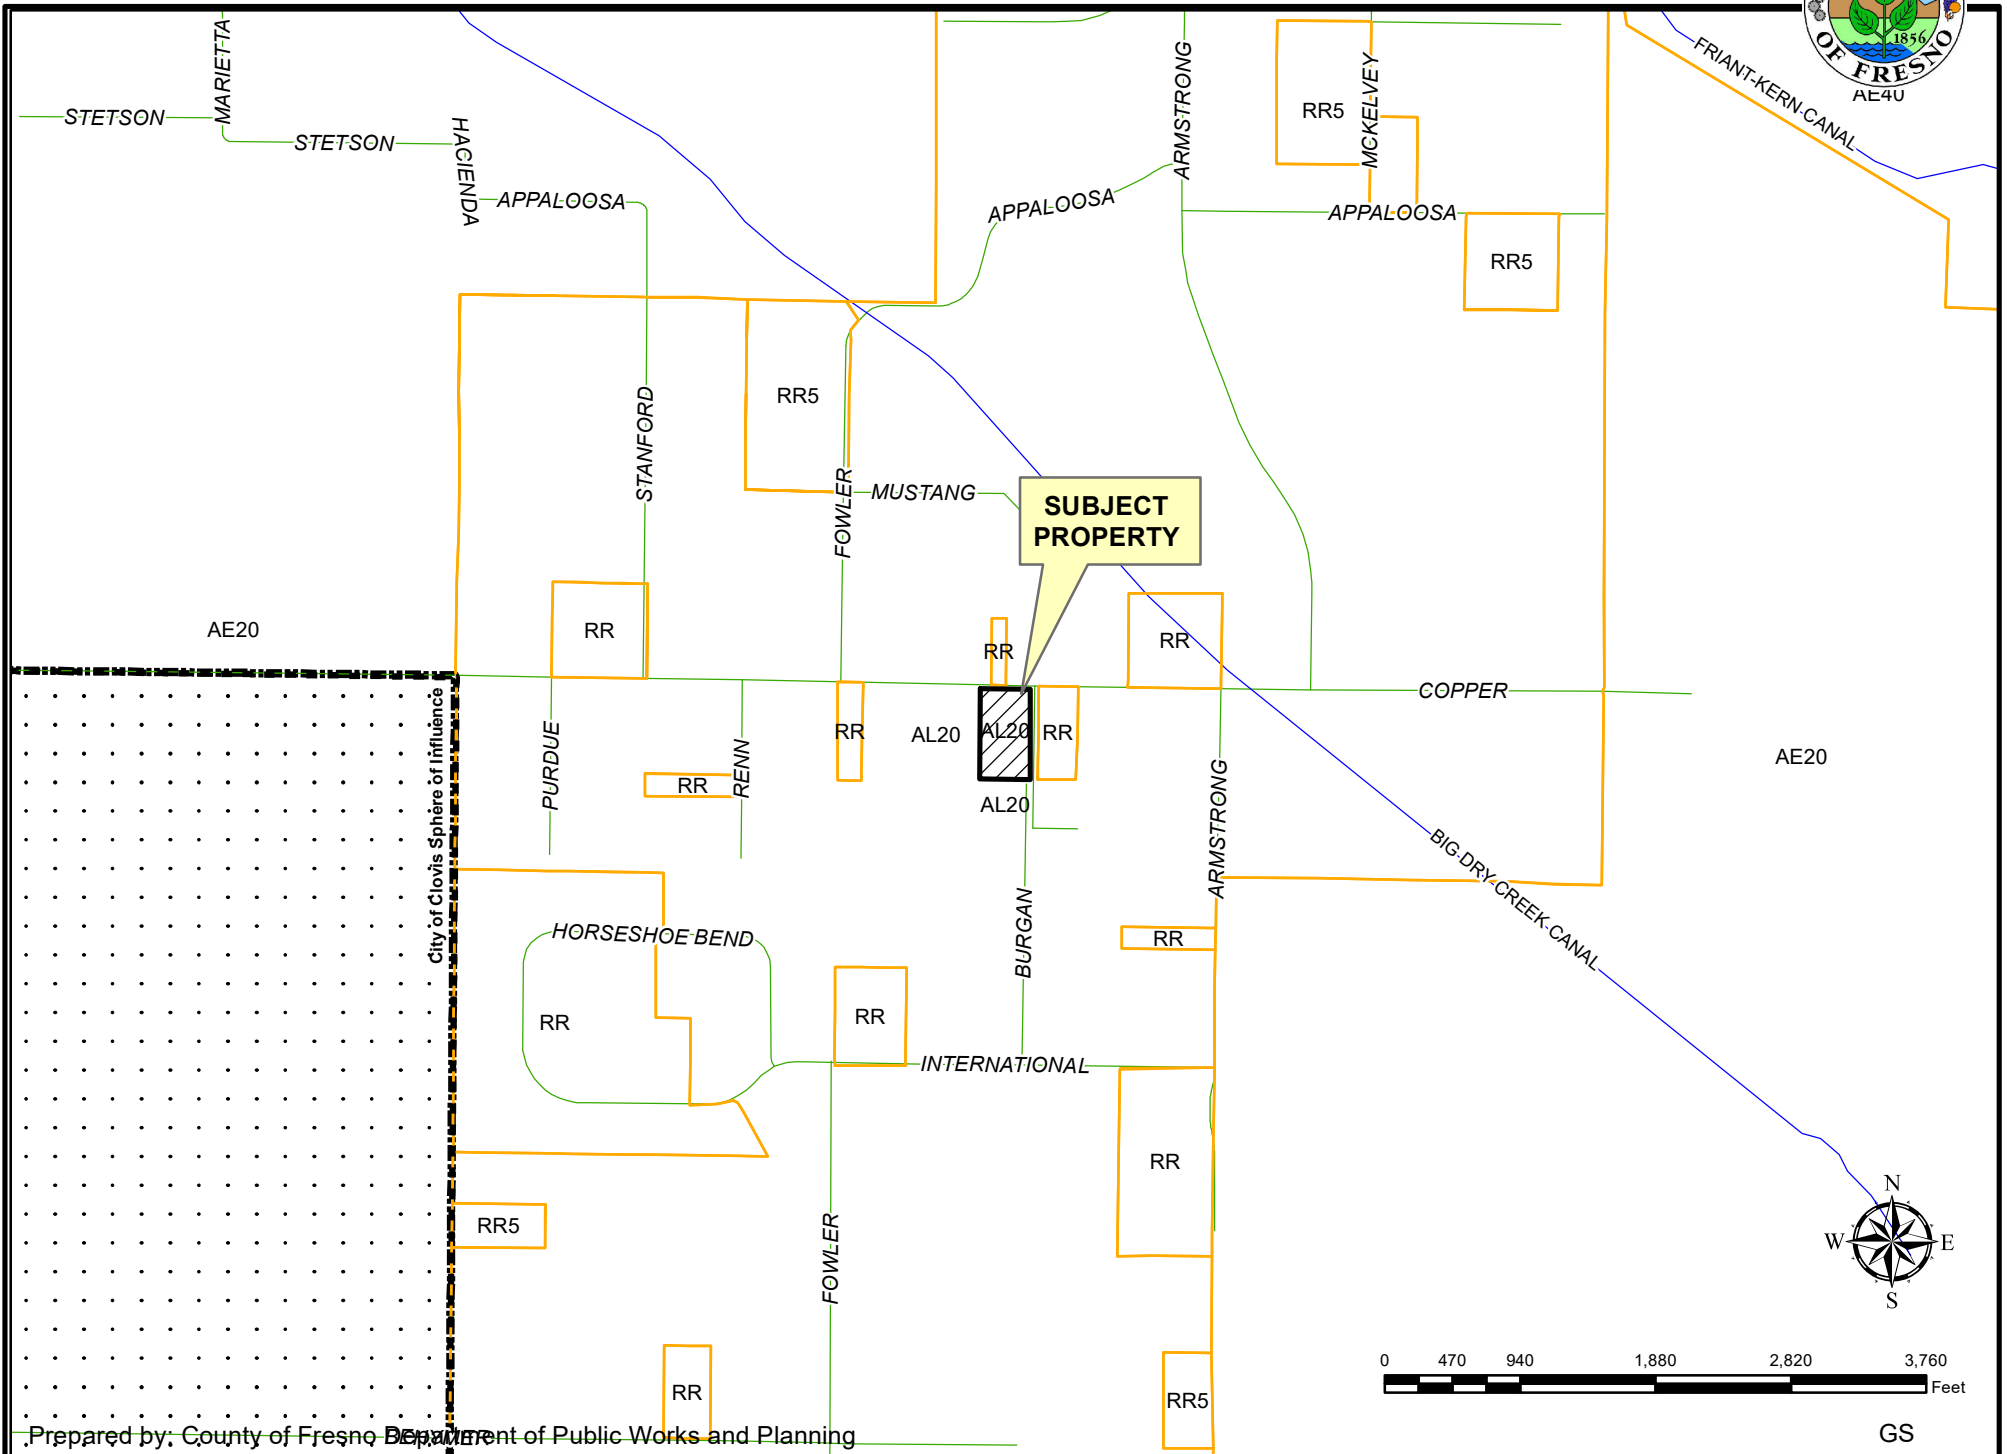 1856
OF FRESNO
AE40
FRIANT-KERN-CANAL
MARIETTA
STETSON
STETSON
HACIENDA
APPALOOSA
ARMSTRONG
MCKELVEY
RR5
APPALOOSA
APPALOOSA
RR5
RR5
STANFORD
FOWLER
MUSTANG
SUBJECT
PROPERTY
AE20
RR
RR
RR
COPPER
City of Clovis Sphere of Influence
PURDUE
RENN
RR
RR
AL20
AL20
RR
AL20
AE20
ARMSTRONG
BIG-DRY-CREEK-CANAL
BURGAN
HORSESHOE BEND
RR
RR
RR
INTERNATIONAL
RR
RR5
FOWLER
N
W
E
S
0 470 940 1,880 2,820 3,760
Feet
RR
RR5
Prepared by: County of Fresno Department of Public Works and Planning
BEHYMER
GS